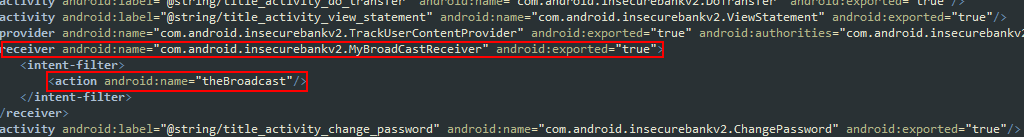 activity android:label="@string/title_activity_do_transfer" android:name="com.android.insecurebankv2.DoTransfer" android:exported="true"/>
activity android:label="@string/title_activity_view_statement" android:name="com.android.insecurebankv2.ViewStatement" android:exported="true"/>
provider android:name="com.android.insecurebankv2.TrackUserContentProvider" android:exported="true" android:authorities="com.android.insecurebankv2
receiver android:name="com.android.insecurebankv2.MyBroadCastReceiver" android:exported="true">
<intent-filter>
<action android:name="theBroadcast"/>
</intent-filter>
/receiver>
activity android:label="@string/title_activity_change_password" android:name="com.android.insecurebankv2.ChangePassword" android:exported="true"/>